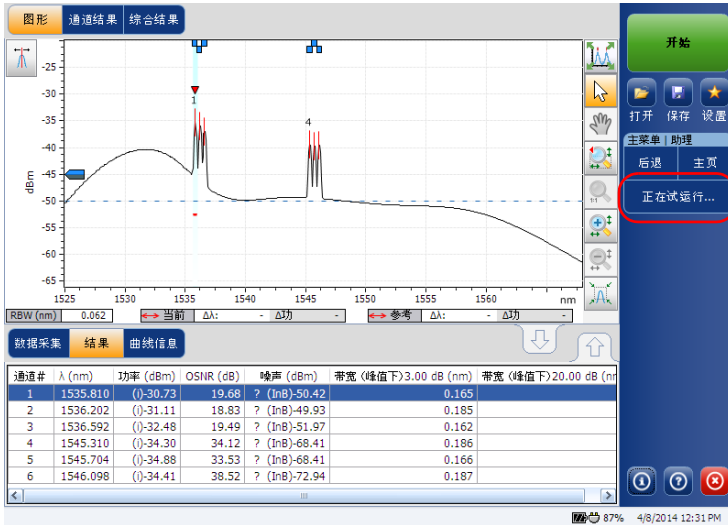 图形 通道结果 综合结果
开始
打开 保存 设置
主菜单 | 助理
后退 主页
正在试运行...
-25
-30
-35
-40
-45
-50
-55
-60
-65
dBm
1
4
1:1
1525 1530 1535 1540 1545 1550 1555 1560 nm
RBW (nm) 0.062 当前 Δλ: - Δ功 - 参考 Δλ: - Δ功 -
数据采集 结果 曲线信息
通道# λ (nm) 功率 (dBm) OSNR (dB) 噪声 (dBm) 带宽 (峰值下)3.00 dB (nm) 带宽 (峰值下)20.00 dB (nr
1 1535.810 (i)-30.73 19.68 ? (InB)-50.42 0.165
2 1536.202 (i)-31.11 18.83 ? (InB)-49.93 0.185
3 1536.592 (i)-32.48 19.49 ? (InB)-51.97 0.162
4 1545.310 (i)-34.30 34.12 ? (InB)-68.41 0.186
5 1545.704 (i)-34.88 33.53 ? (InB)-68.41 0.166
6 1546.098 (i)-34.41 38.52 ? (InB)-72.94 0.187
87% 4/8/2014 12:31 PM